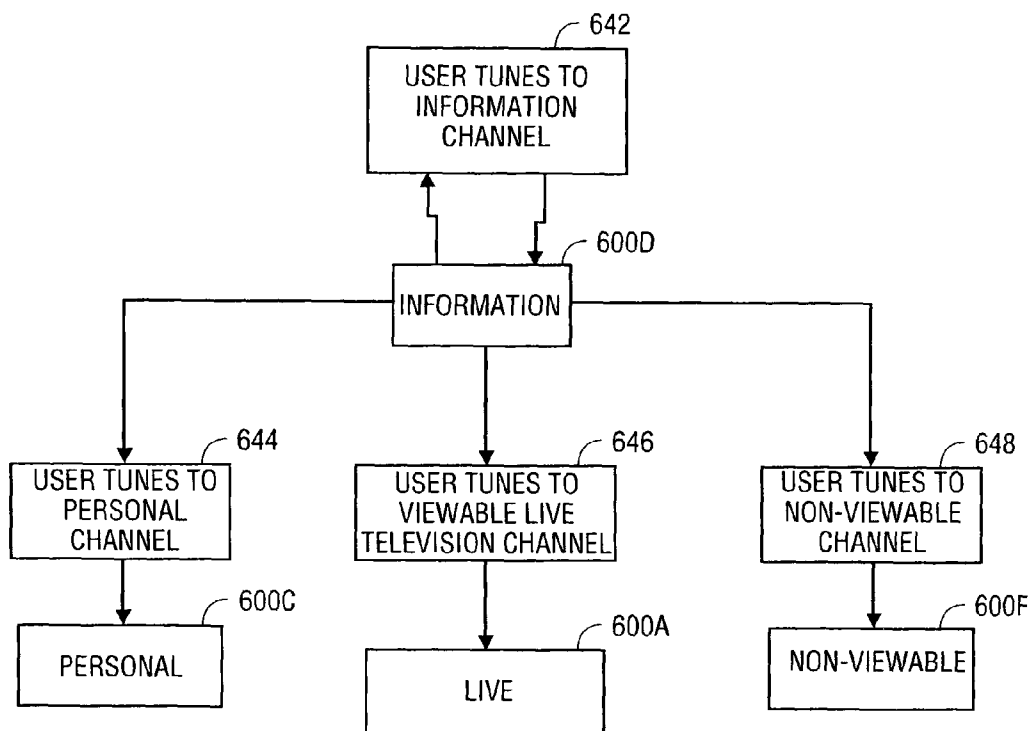 642
USER TUNES TO
INFORMATION
CHANNEL
600D
INFORMATION
644
USER TUNES TO
PERSONAL
CHANNEL
646
USER TUNES TO
VIEWABLE LIVE
TELEVISION CHANNEL
648
USER TUNES TO
NON-VIEWABLE
CHANNEL
600C
PERSONAL
600A
LIVE
600F
NON-VIEWABLE